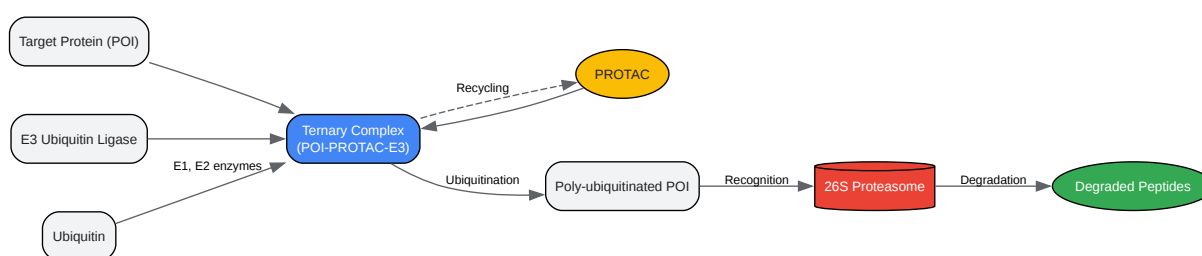 Target Protein (POI)
E3 Ubiquitin Ligase
E1, E2 enzymes
Ubiquitin
Ternary Complex
(POI-PROTAC-E3)
Recycling
PROTAC
Ubiquitination
Poly-ubiquitinated POI
Recognition
26S Proteasome
Degradation
Degraded Peptides